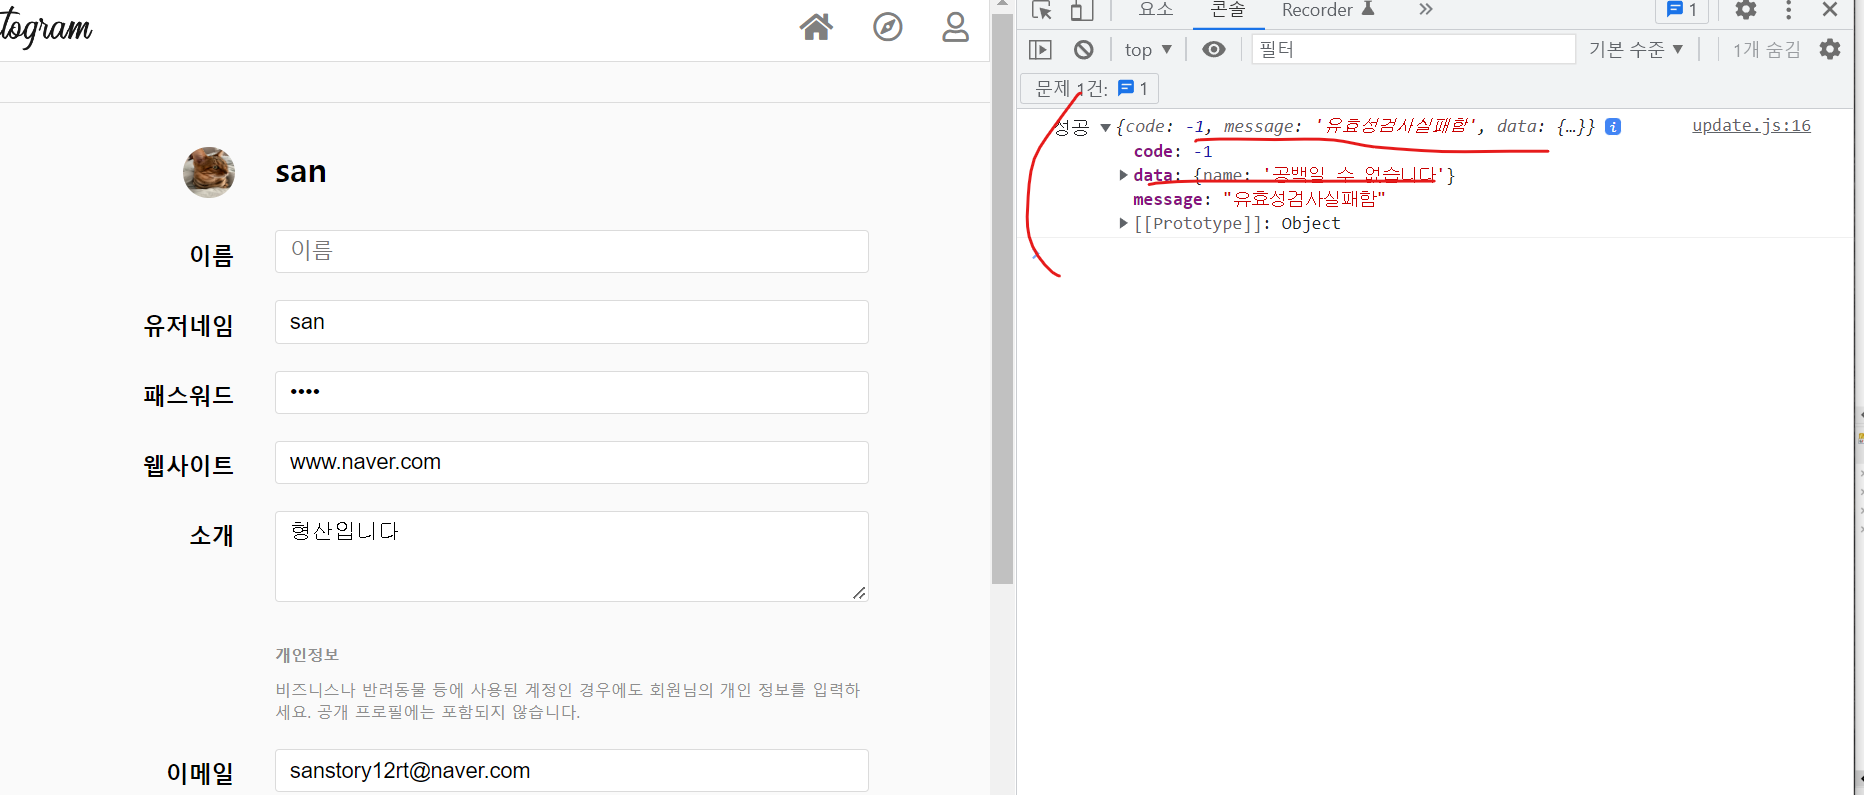 togram
san
이름
이름
유저네임
san
패스워드
••••
웹사이트
www.naver.com
소개
형산입니다
개인정보
비즈니스나 반려동물 등에 사용된 계정인 경우에도 회원님의 개인 정보를 입력하
세요. 공개 프로필에는 포함되지 않습니다.
이메일
sanstory12rt@naver.com
요소 콘솔 Recorder » 1
top ▼ 필터 기본 수준 ▼ 1개 숨김
문제 1건: 1
성공 ▼{code: -1, message: '유효성검사실패함', data: {…}} i update.js:16
code: -1
▶data: {name: '공백일 수 없습니다'}
message: "유효성검사실패함"
▶[[Prototype]]: Object